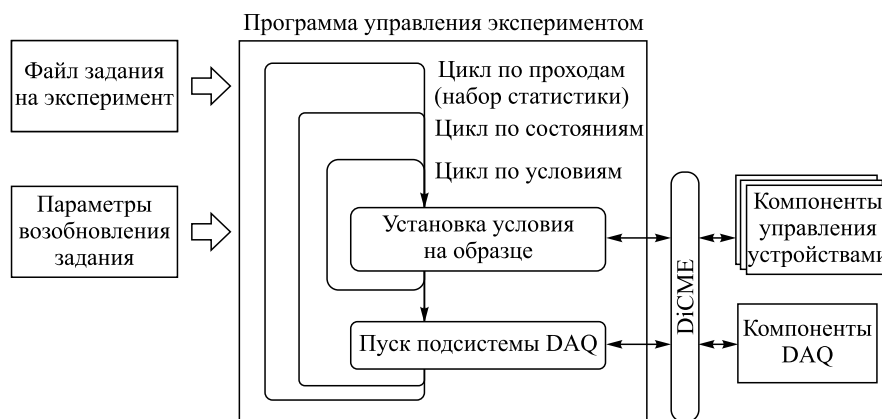 Программа управления экспериментом
Файл задания
на эксперимент
Цикл по проходам
(набор статистики)
Цикл по состояниям
Цикл по условиям
Параметры
возобновления
задания
Установка условия
на образце
Пуск подсистемы DAQ
DiCME
Компоненты
управления
устройствами
Компоненты
DAQ